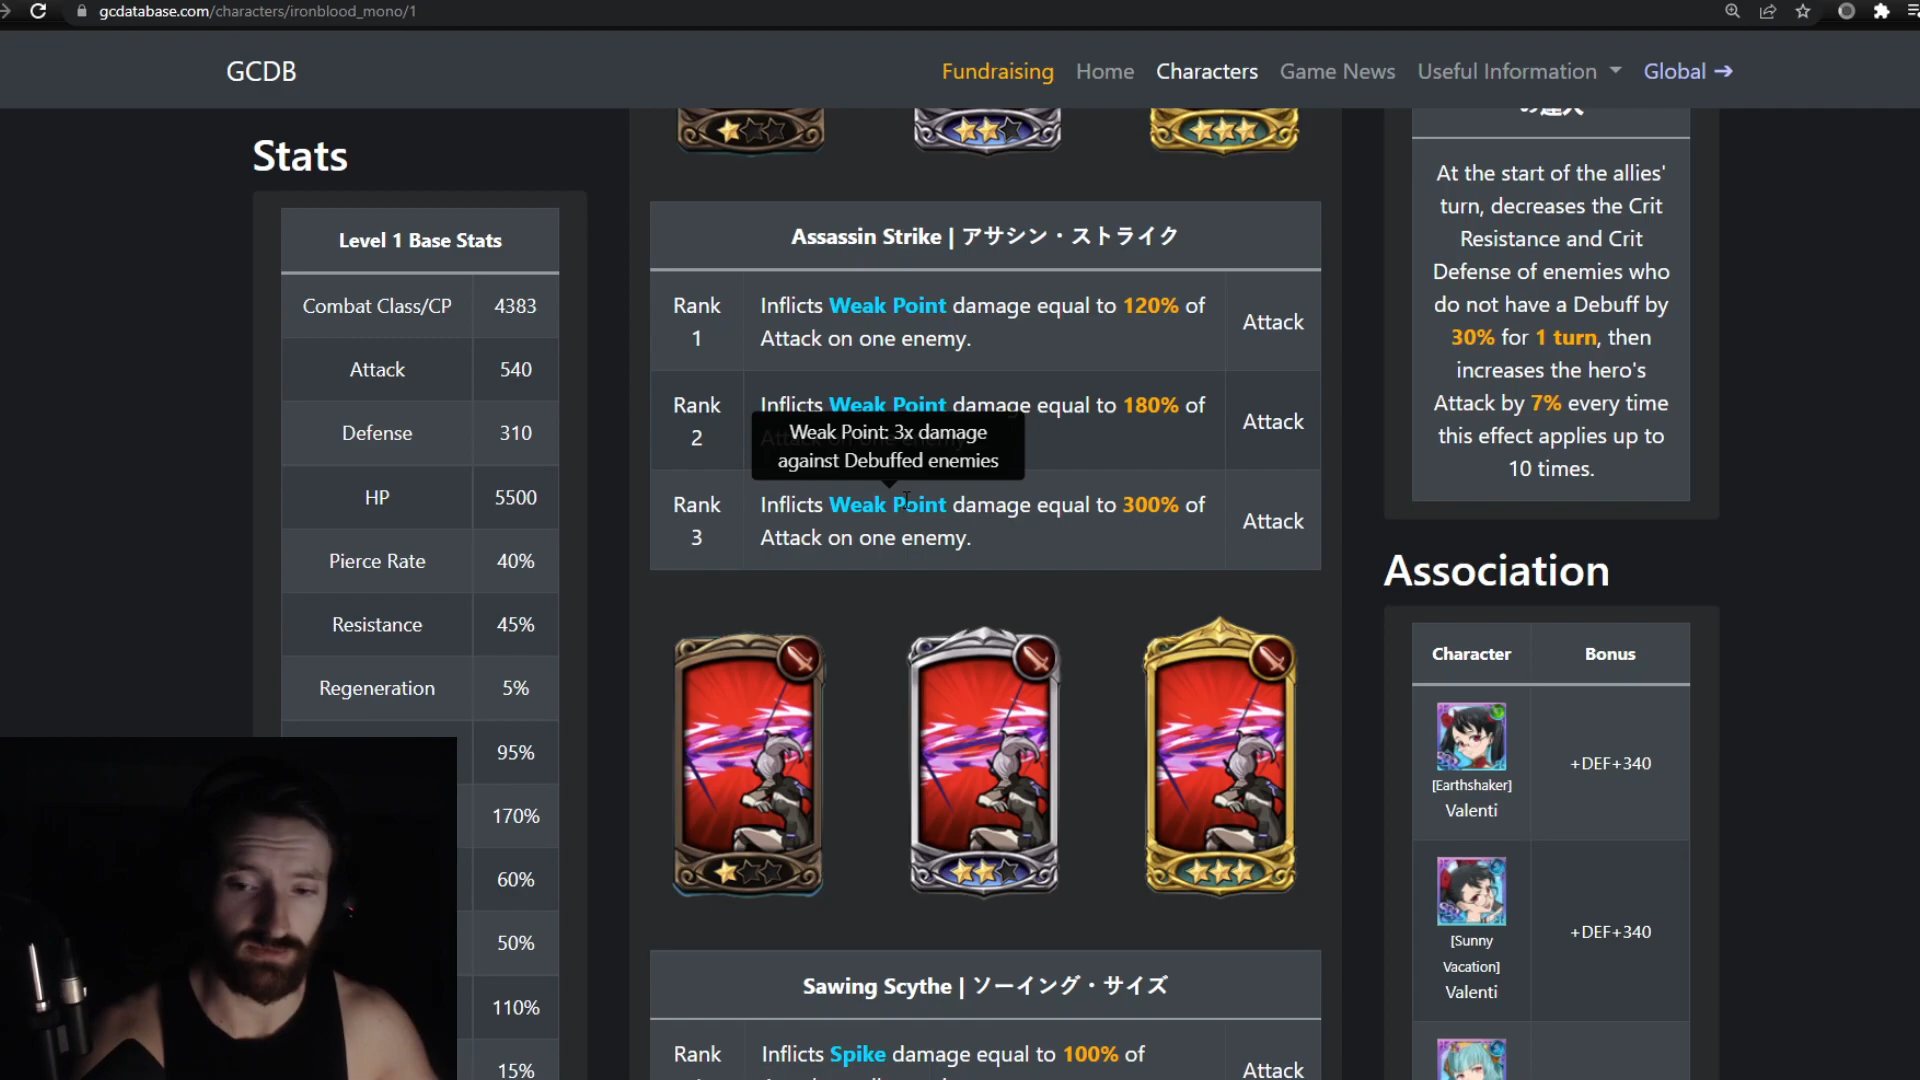 gcdatabase.com/characters/ironblood_mono/1
GCDB
Fundraising
Home
Characters
Game News
Useful Information
Global →
Stats
Level 1 Base Stats
Combat Class/CP 4383
Attack 540
Defense 310
HP 5500
Pierce Rate 40%
Resistance 45%
Regeneration 5%
95%
170%
60%
50%
110%
15%
Assassin Strike | アサシン・ストライク
Rank 1
Inflicts Weak Point damage equal to 120% of
Attack on one enemy.
Attack
Rank 2
Inflicts Weak Point damage equal to 180% of
Attack
Weak Point: 3x damage
against Debuffed enemies
Rank 3
Inflicts Weak Point damage equal to 300% of
Attack on one enemy.
Attack
Sawing Scythe | ソーイング・サイズ
Rank
Inflicts Spike damage equal to 100% of
Attack
At the start of the allies'
turn, decreases the Crit
Resistance and Crit
Defense of enemies who
do not have a Debuff by
30% for 1 turn, then
increases the hero's
Attack by 7% every time
this effect applies up to
10 times.
Association
Character Bonus
[Earthshaker]
Valenti
+DEF+340
[Sunny
Vacation]
Valenti
+DEF+340